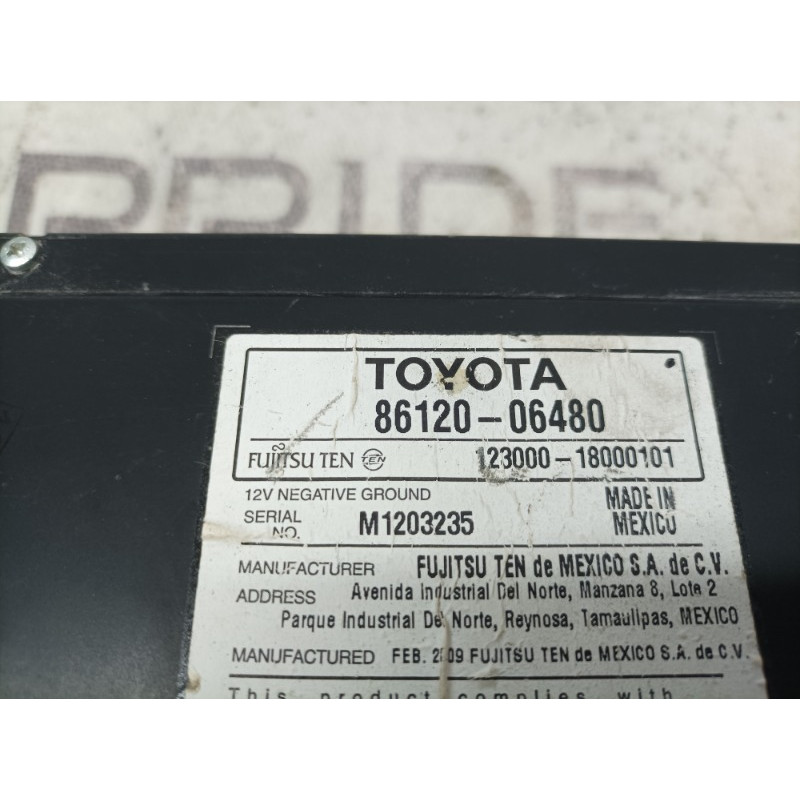 PRIDE
TOYOTA
86120-06480
FUJITSU TEN TEN 123000-18000101
12V NEGATIVE GROUND
SERIAL NO. M1203235
MADE IN MEXICO
MANUFACTURER FUJITSU TEN de MEXICO S.A. de C.V.
ADDRESS Avenida Industrial Del Norte, Manzana 8, Lote 2
Parque Industrial Del Norte, Reynosa, Tamaulipas, MEXICO
MANUFACTURED FEB. 2009 FUJITSU TEN de MEXICO S.A. de C.V.
This product complies with